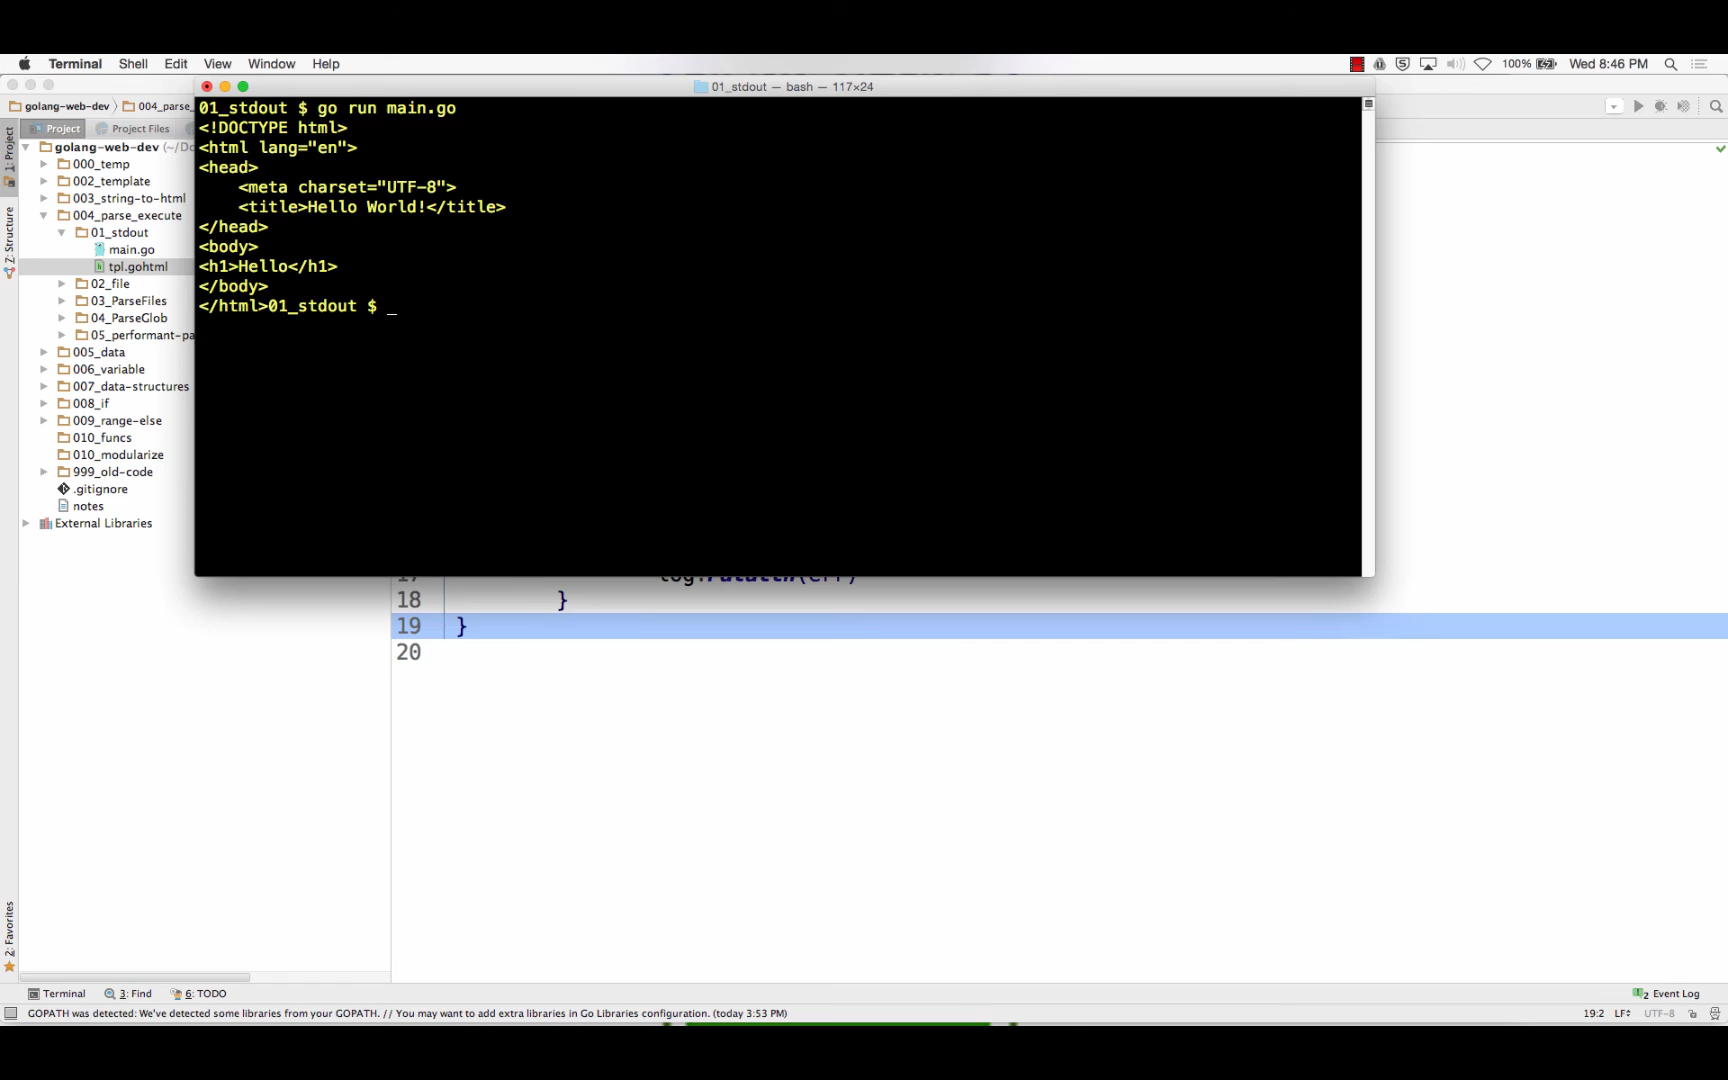 Terminal Shell Edit View Window Help
100% Wed 8:46 PM
01_stdout — bash — 117×24
golang-web-dev 004_parse_
Project Project Files
1: Project
Z: Structure
2: Favorites
golang-web-dev (~/Do
000_temp
002_template
003_string-to-html
004_parse_execute
01_stdout
main.go
tpl.gohtml
02_file
03_ParseFiles
04_ParseGlob
05_performant-pa
005_data
006_variable
007_data-structures
008_if
009_range-else
010_funcs
010_modularize
999_old-code
.gitignore
notes
External Libraries
01_stdout $ go run main.go
<!DOCTYPE html>
<html lang="en">
<head>
    <meta charset="UTF-8">
    <title>Hello World!</title>
</head>
<body>
<h1>Hello</h1>
</body>
</html>01_stdout $ _
18 }
19 }
20
Terminal 3: Find 6: TODO
2 Event Log
GOPATH was detected: We've detected some libraries from your GOPATH. // You may want to add extra libraries in Go Libraries configuration. (today 3:53 PM)
19:2 LF÷ UTF-8